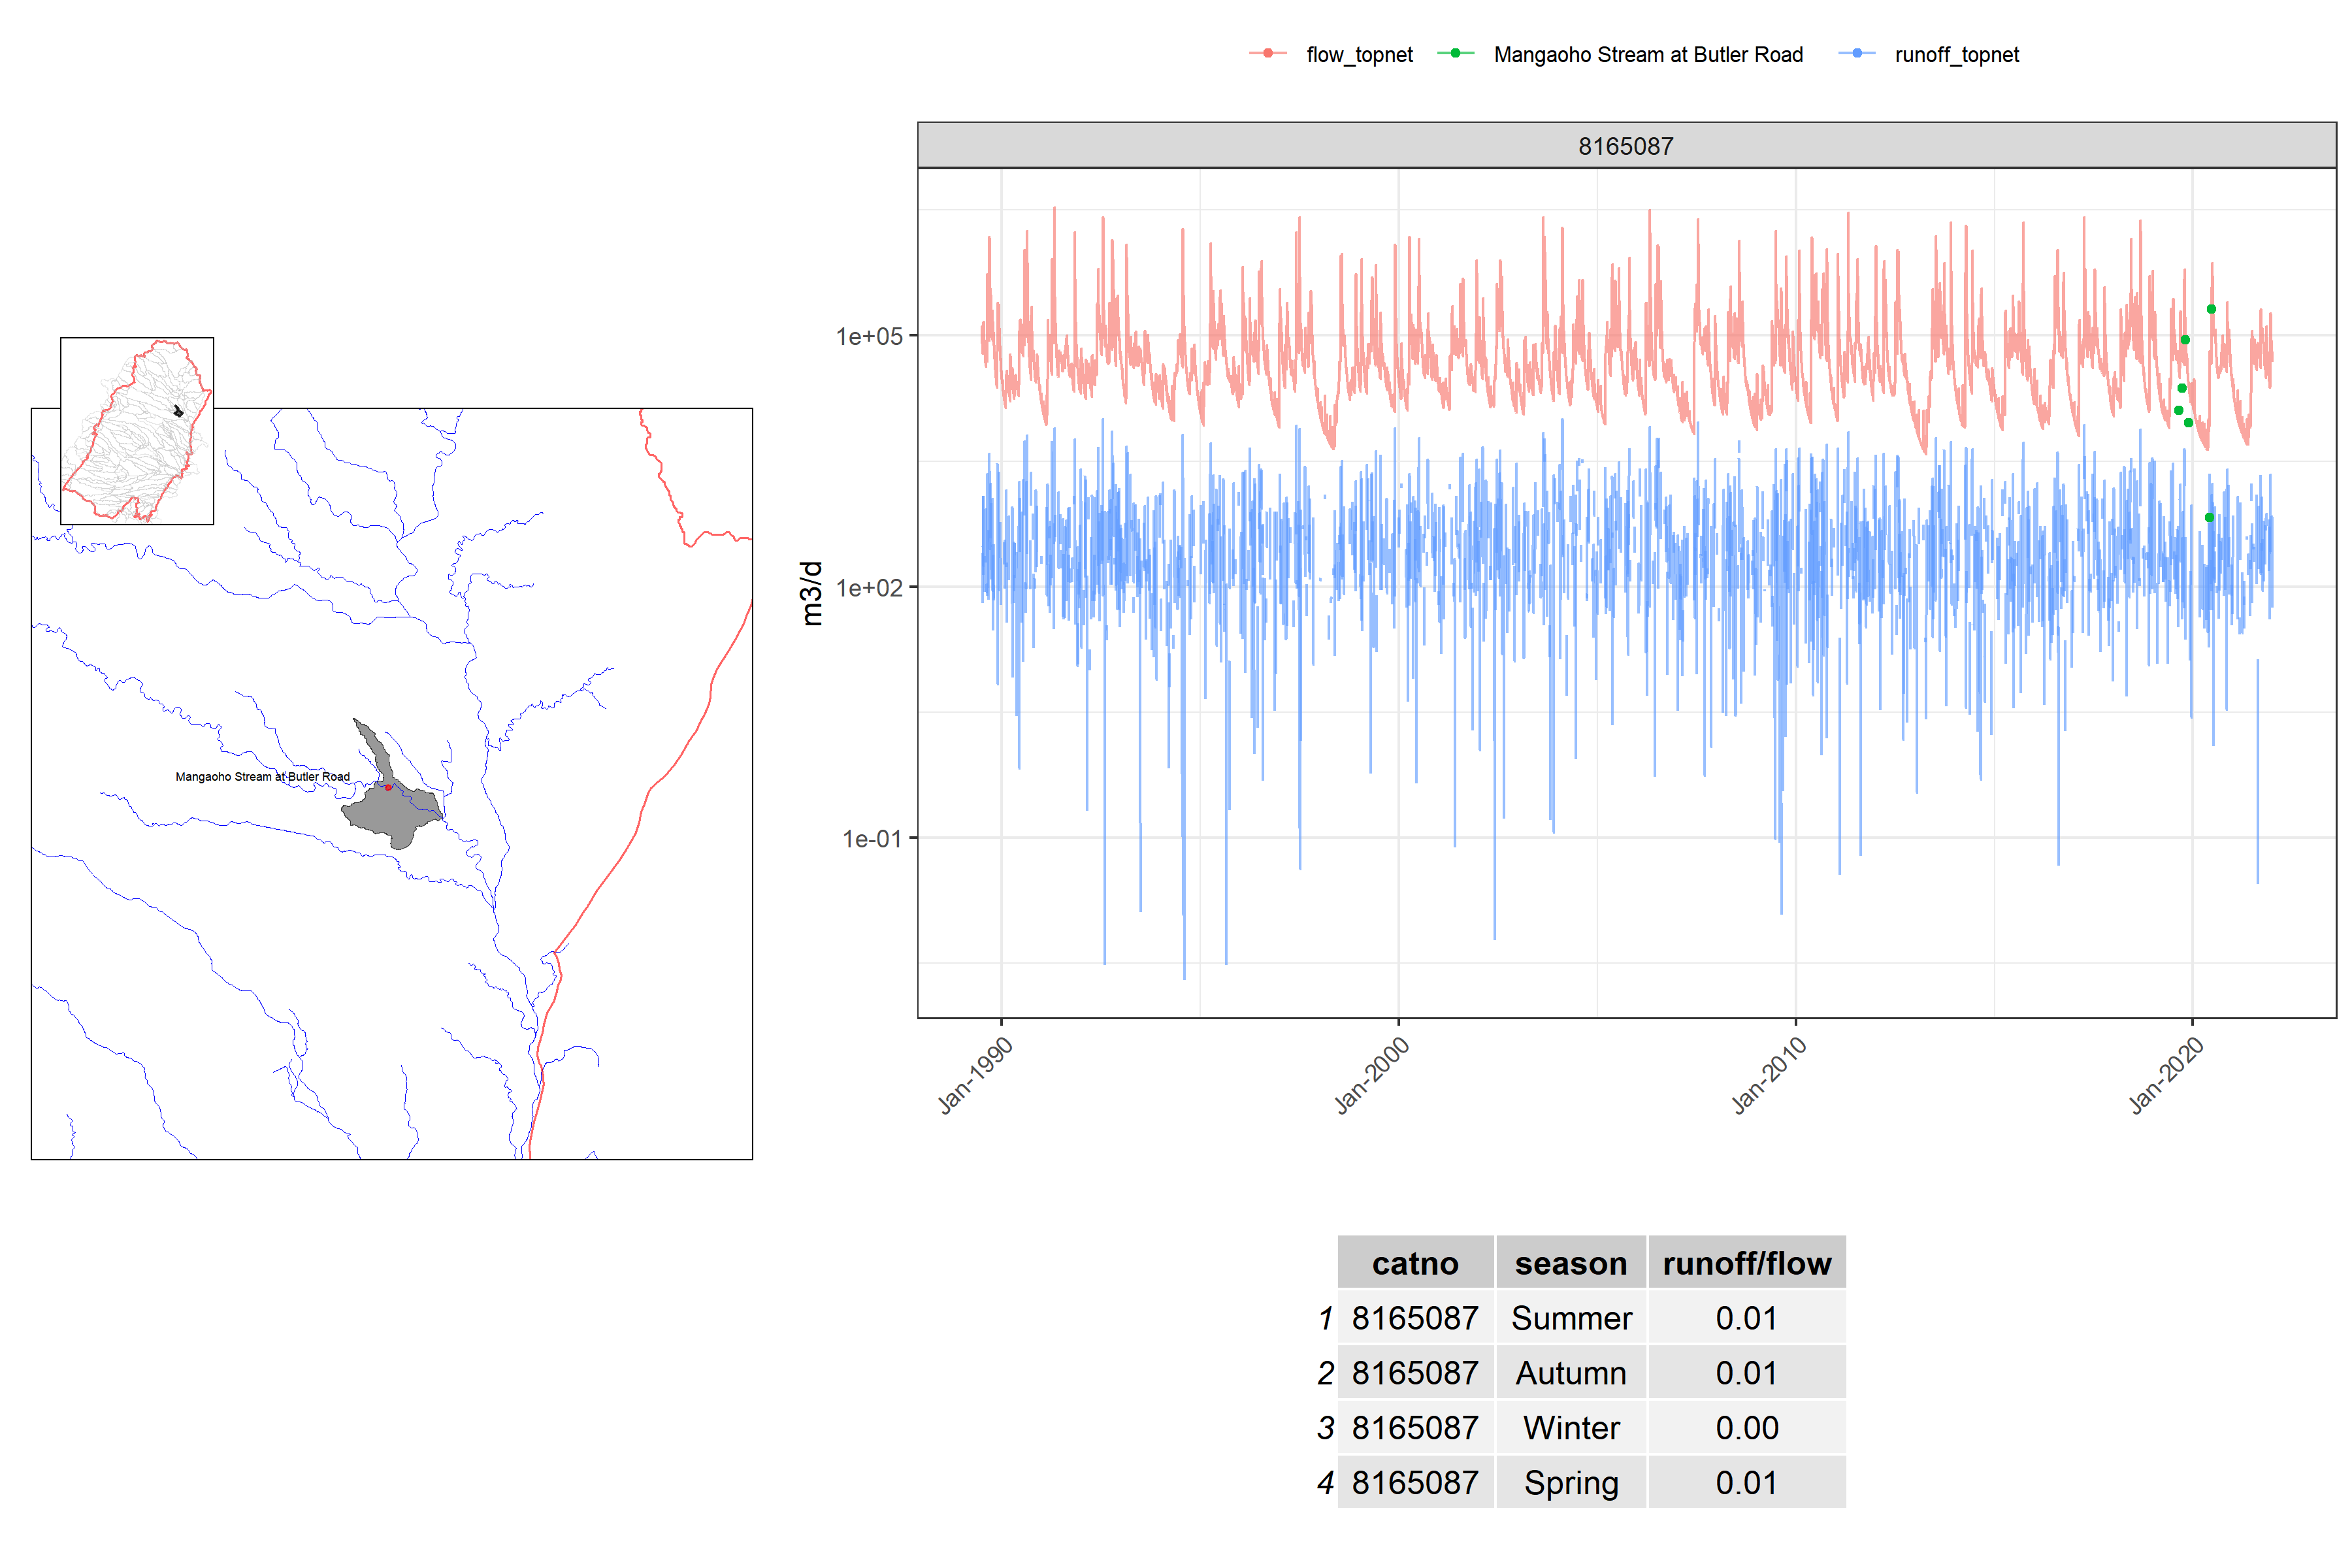 flow_topnet Mangaoho Stream at Butler Road runoff_topnet
8165087
m3/d
1e+05
1e+02
1e-01
Jan-1990 Jan-2000 Jan-2010 Jan-2020
Mangaoho Stream at Butler Road
catno season runoff/flow
1 8165087 Summer 0.01
2 8165087 Autumn 0.01
3 8165087 Winter 0.00
4 8165087 Spring 0.01